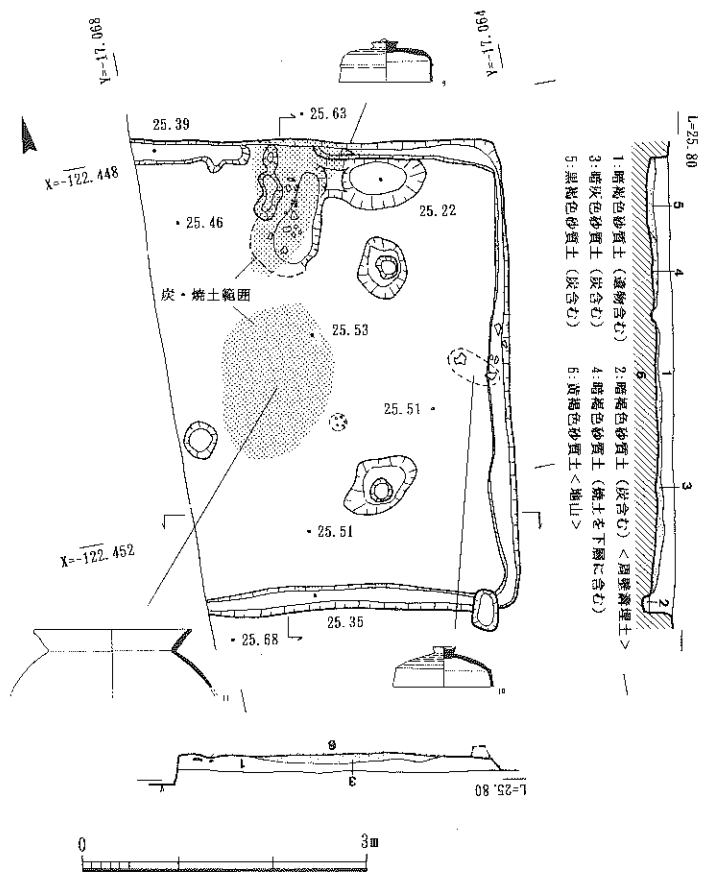 Y=-17.068
Y=-17.064
L=25.80
25.63
25.39
X=-122.448
25.22
25.46
炭・焼土範囲
25.53
25.51
25.51
X=-122.452
25.35
25.68
1:暗褐色砂質土(遺物含む)
2:暗褐色砂質土(炭含む)<周壁溝埋土>
3:暗灰色砂質土(炭含む)
4:暗褐色砂質土(焼土を下層に含む)
5:黒褐色砂質土(炭含む)
6:黄褐色砂質土<地山>
5
4
1
6
3
2
9
11
10
6
1
3
L=25.80
0
3m